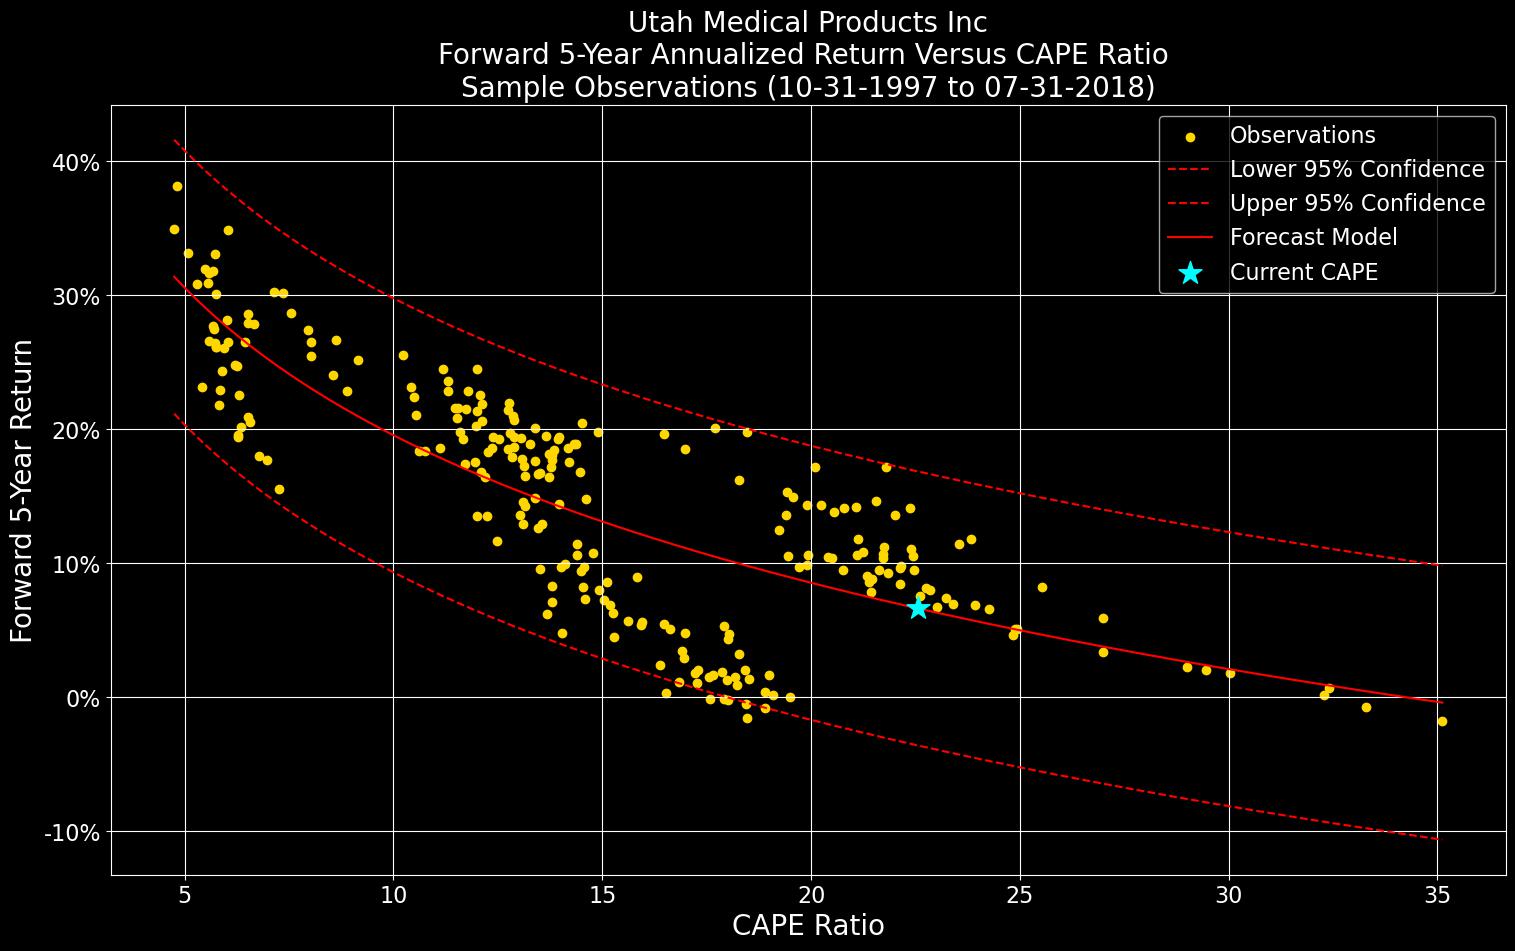 Utah Medical Products Inc
Forward 5-Year Annualized Return Versus CAPE Ratio
Sample Observations (10-31-1997 to 07-31-2018)
Observations
Lower 95% Confidence
Upper 95% Confidence
Forecast Model
Current CAPE
Forward 5-Year Return
40%
30%
20%
10%
0%
-10%
5 10 15 20 25 30 35
CAPE Ratio